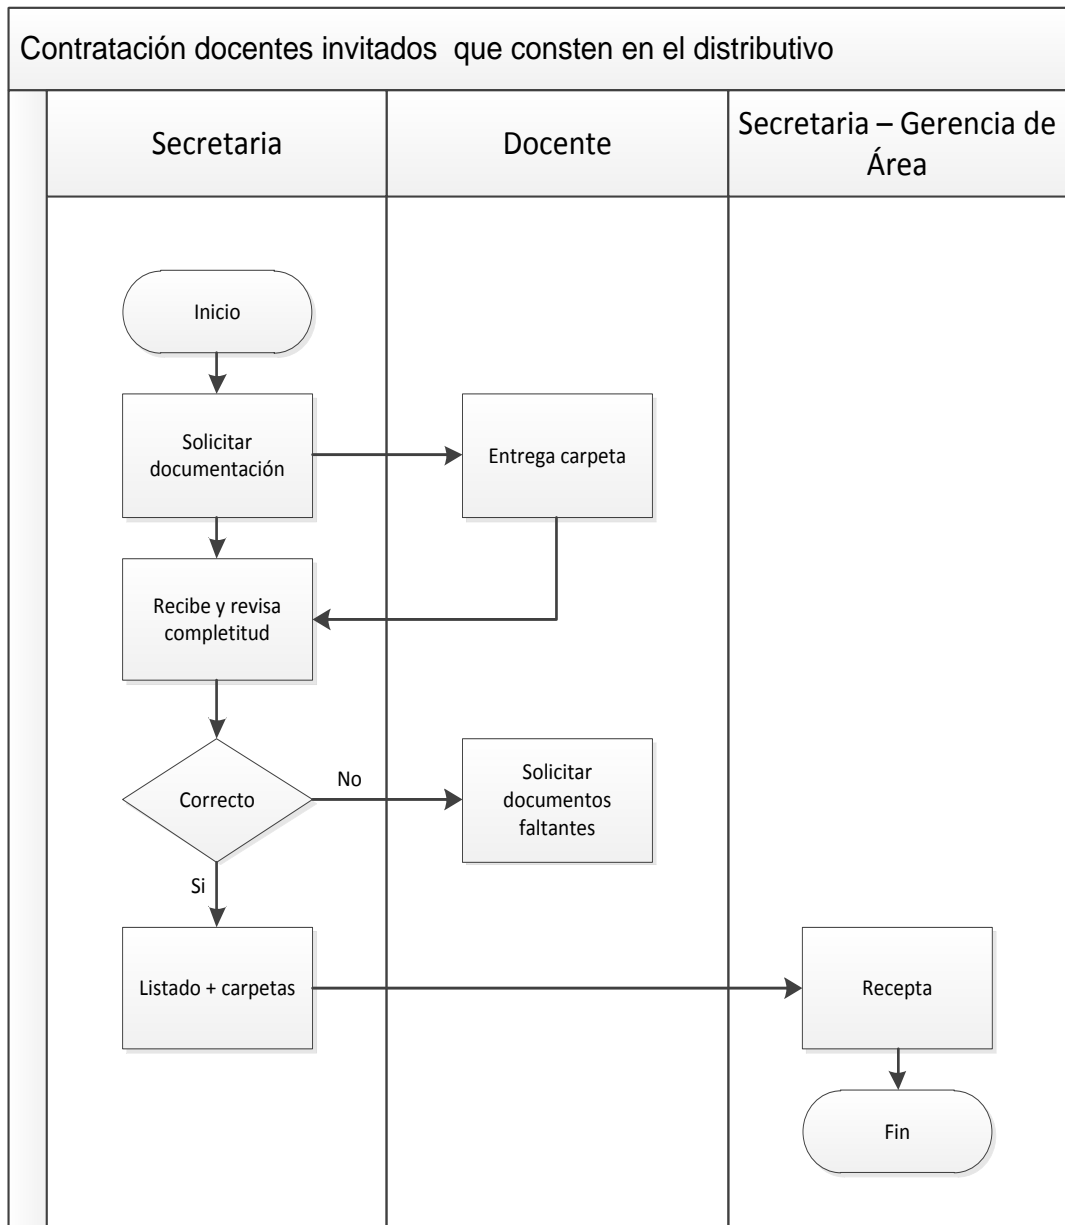 Contratación docentes invitados  que consten en el distributivo
Secretaria
Docente
Secretaria – Gerencia de
Área
Inicio
Solicitar
documentación
Entrega carpeta
Recibe y revisa
completitud
Correcto
No
Solicitar
documentos
faltantes
Si
Listado + carpetas
Recepta
Fin